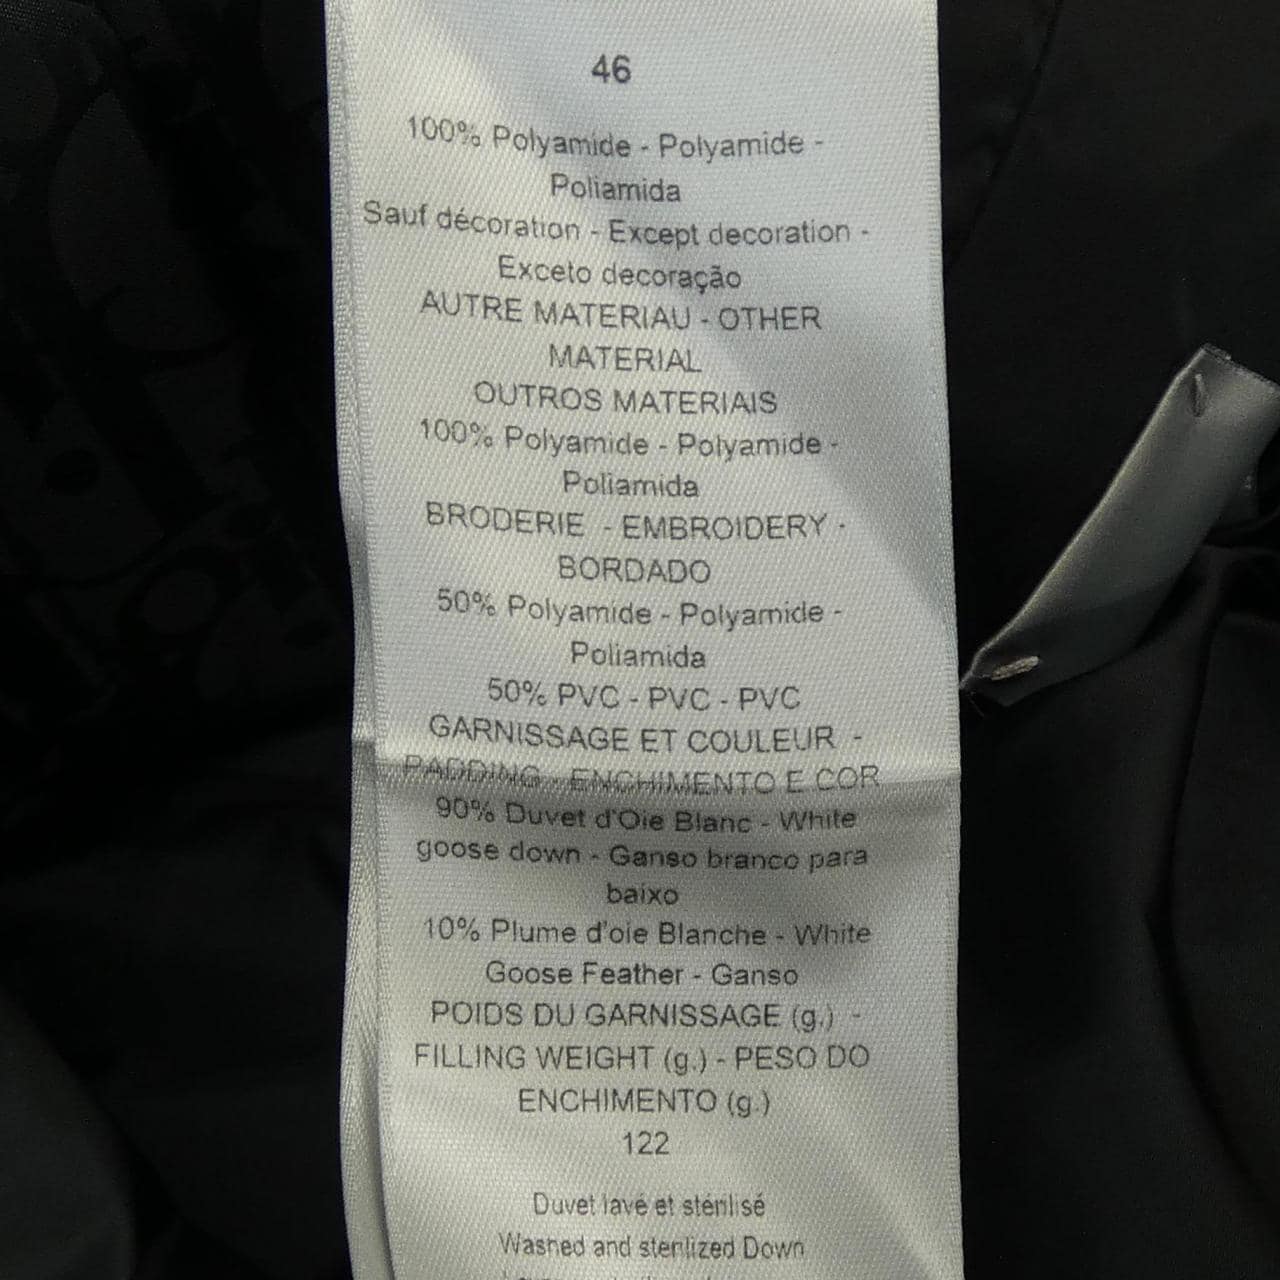 46
100% Polyamide - Polyamide -
Poliamida
Sauf décoration - Except decoration -
Exceto decoração
AUTRE MATERIAU - OTHER
MATERIAL
OUTROS MATERIAIS
100% Polyamide - Polyamide -
Poliamida
BRODERIE - EMBROIDERY -
BORDADO
50% Polyamide - Polyamide -
Poliamida
50% PVC - PVC - PVC
GARNISSAGE ET COULEUR -
PADDING - ENCHIMENTO E COR
90% Duvet d'Oie Blanc - White
goose down - Ganso branco para
baixo
10% Plume d'oie Blanche - White
Goose Feather - Ganso
POIDS DU GARNISSAGE (g.) -
FILLING WEIGHT (g.) - PESO DO
ENCHIMENTO (g.)
122
Duvet lavé et stérilisé
Washed and sterilized Down